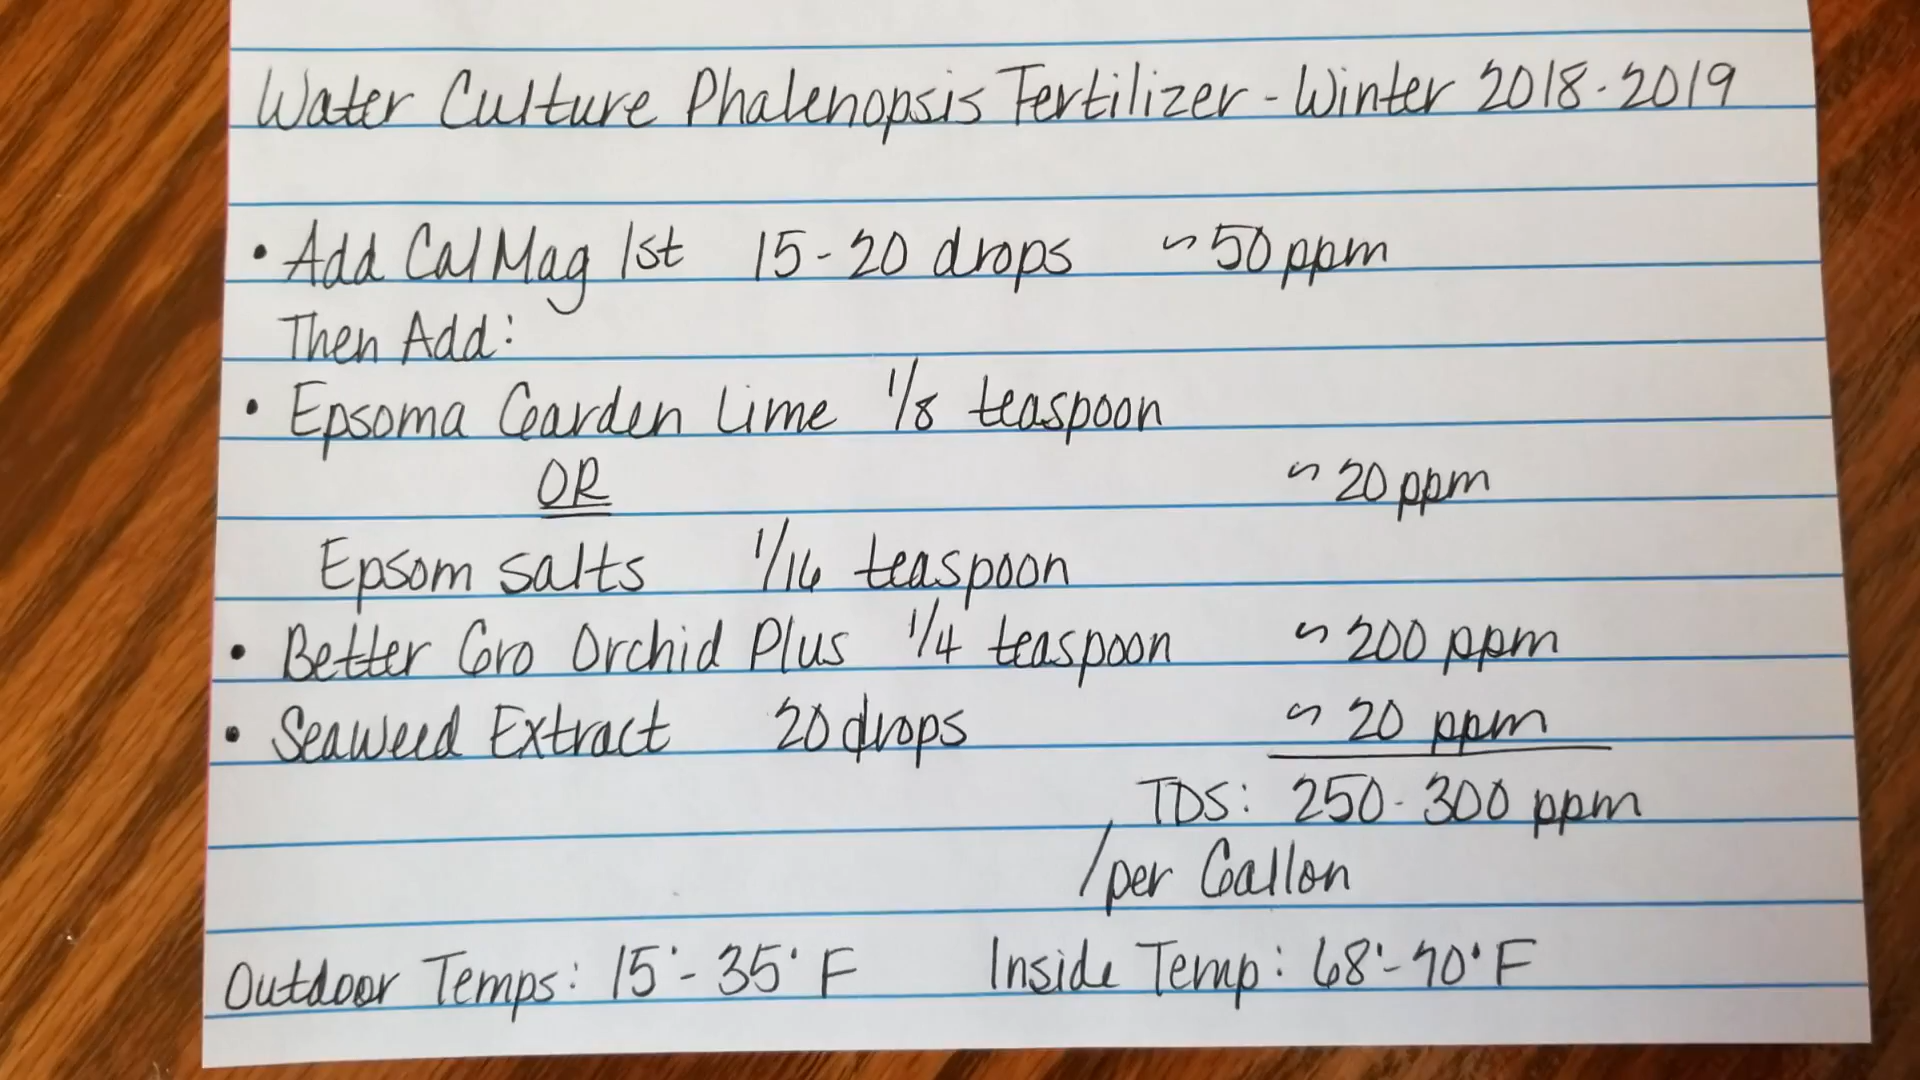 Water Culture Phalenopsis Fertilizer - Winter 2018-2019
• Add CalMag 1st 15-20 drops ~50 ppm
Then Add:
• Epsoma Garden Lime 1/8 teaspoon
OR ~20 ppm
Epsom salts 1/16 teaspoon
• Better Gro Orchid Plus 1/4 teaspoon ~200 ppm
• Seaweed Extract 20 drops ~20 ppm
TDS: 250-300 ppm
/per Gallon
Outdoor Temps: 15°-35°F Inside Temp: 68°-70°F